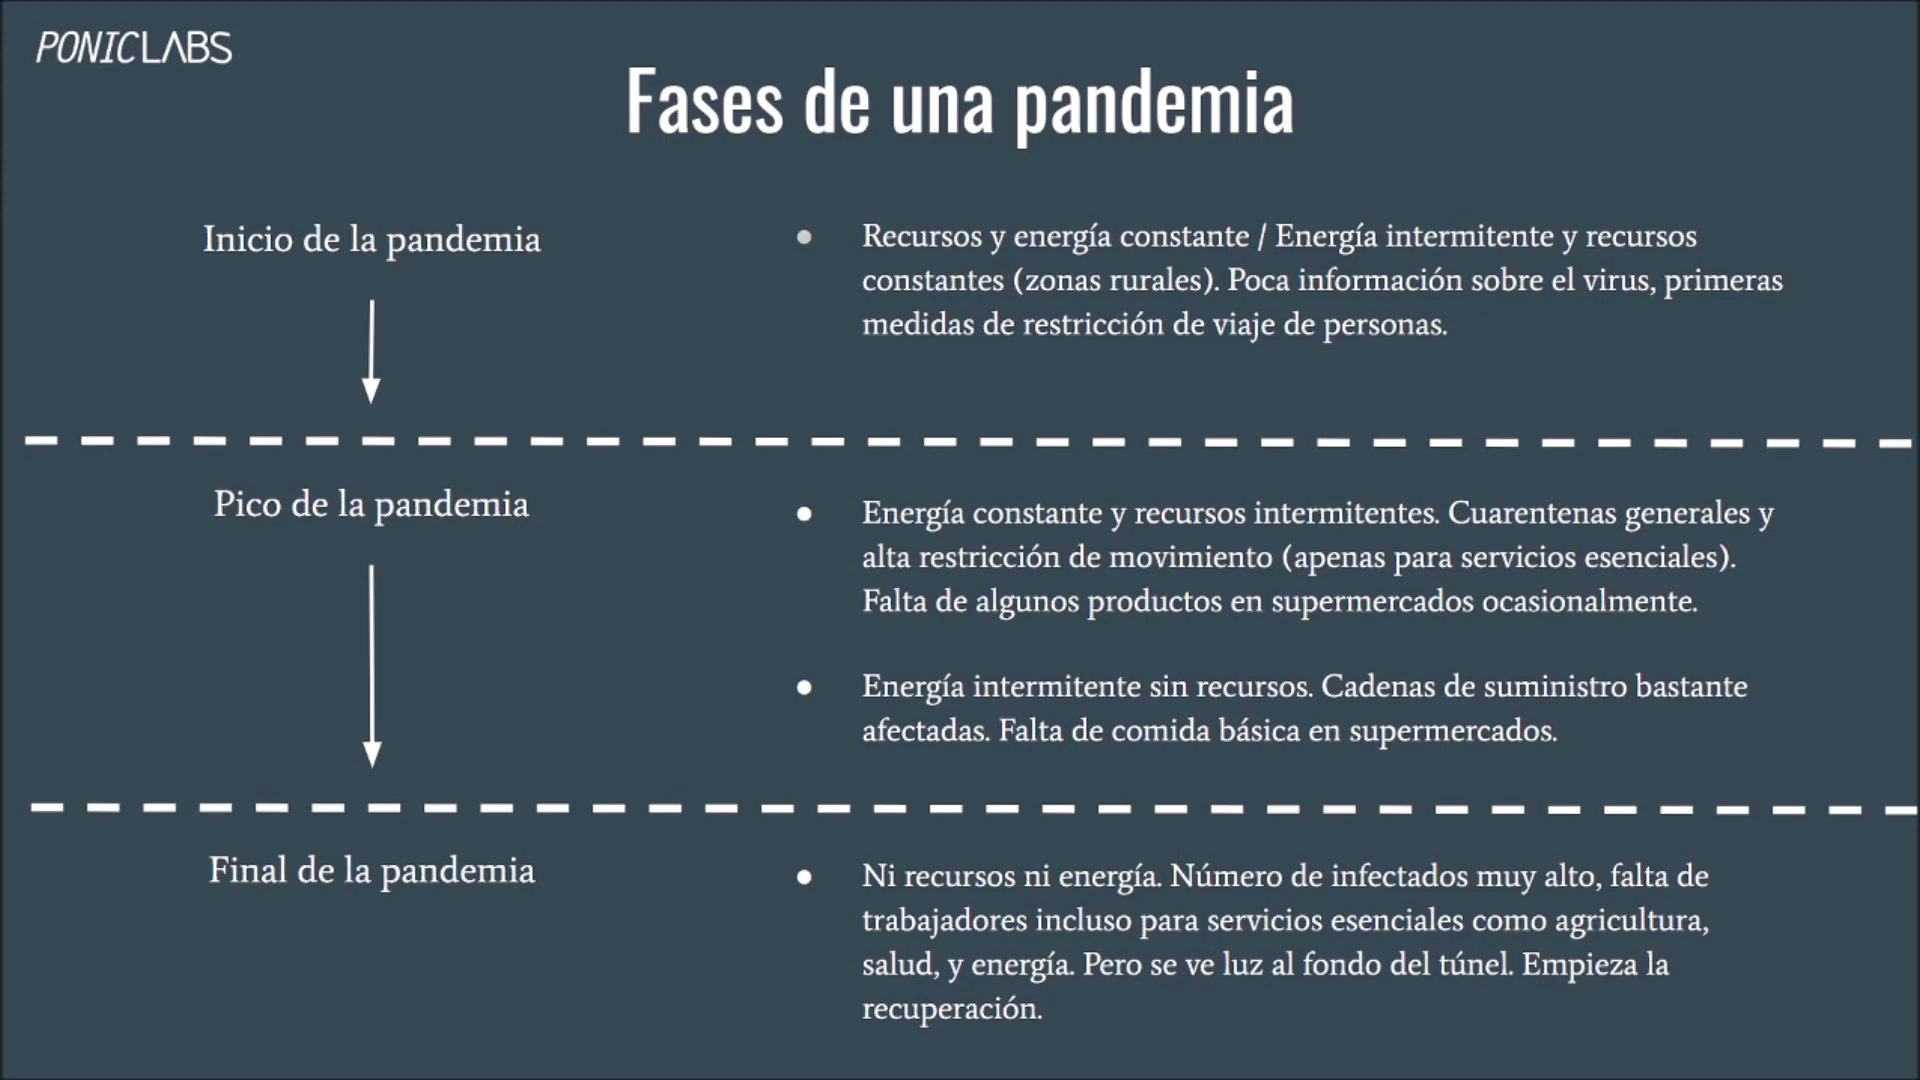 PONICLABS
Fases de una pandemia
Inicio de la pandemia
Recursos y energía constante / Energía intermitente y recursos
constantes (zonas rurales). Poca información sobre el virus, primeras
medidas de restricción de viaje de personas.
Pico de la pandemia
Energía constante y recursos intermitentes. Cuarentenas generales y
alta restricción de movimiento (apenas para servicios esenciales).
Falta de algunos productos en supermercados ocasionalmente.
Energía intermitente sin recursos. Cadenas de suministro bastante
afectadas. Falta de comida básica en supermercados.
Final de la pandemia
Ni recursos ni energía. Número de infectados muy alto, falta de
trabajadores incluso para servicios esenciales como agricultura,
salud, y energía. Pero se ve luz al fondo del túnel. Empieza la
recuperación.